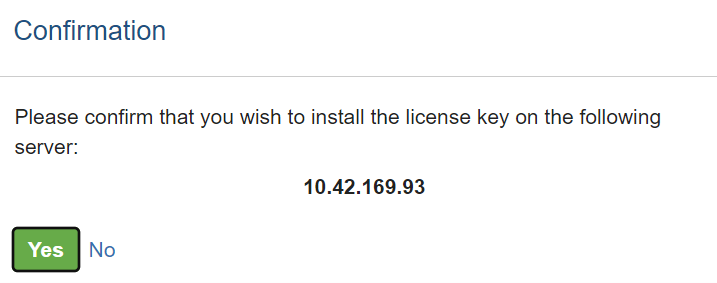 Confirmation
Please confirm that you wish to install the license key on the following
server:
10.42.169.93
Yes No